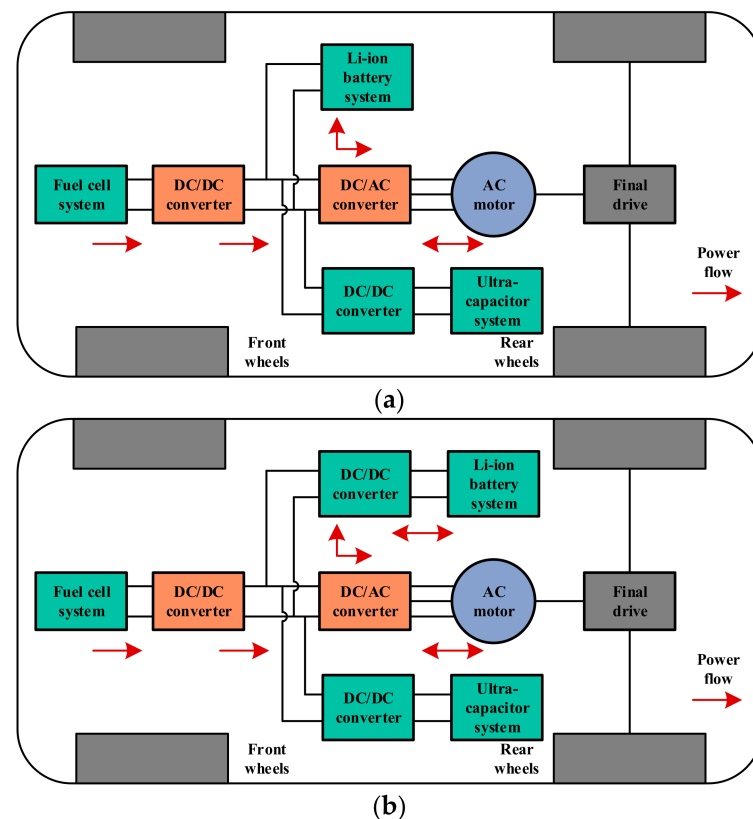 Li-ion
battery
system
Fuel cell
system
DC/DC
converter
DC/AC
converter
AC
motor
Final
drive
Power
flow
DC/DC
converter
Ultra-
capacitor
system
Front
wheels
Rear
wheels
(a)
DC/DC
converter
Li-ion
battery
system
Fuel cell
system
DC/DC
converter
DC/AC
converter
AC
motor
Final
drive
Power
flow
DC/DC
converter
Ultra-
capacitor
system
Front
wheels
Rear
wheels
(b)